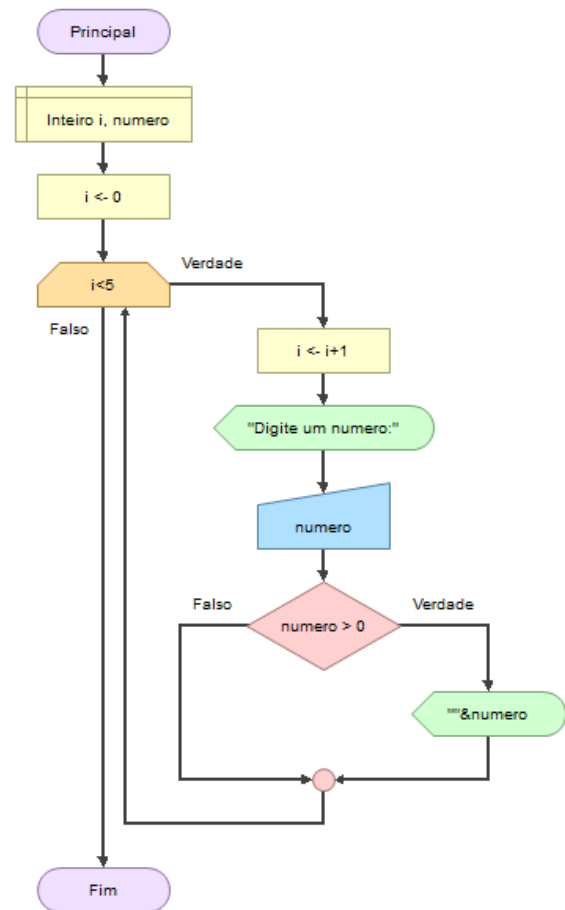 Principal
Inteiro i, numero
i <- 0
i<5
Verdade
Falso
i <- i+1
"Digite um numero:"
numero
Falso
Verdade
numero > 0
""&numero
Fim